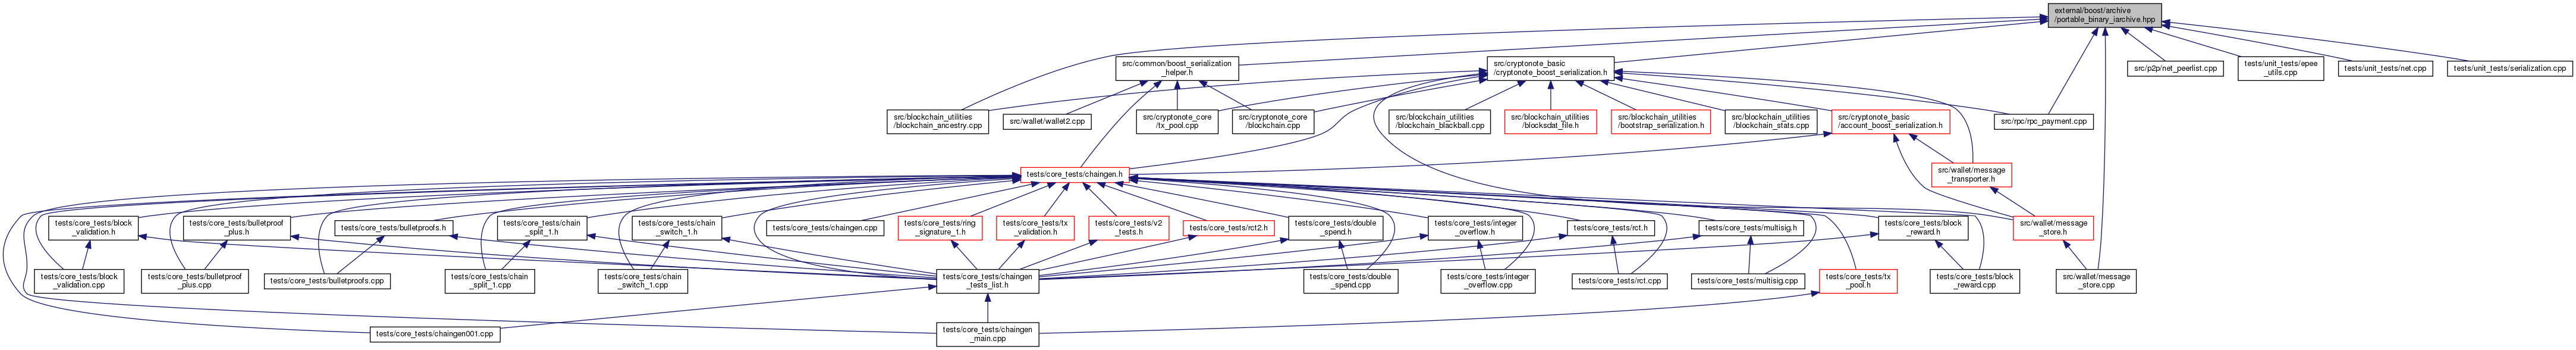 external/boost/archive
/portable_binary_iarchive.hpp
src/common/boost_serialization
_helper.h
src/cryptonote_basic
/cryptonote_boost_serialization.h
src/p2p/net_peerlist.cpp
tests/unit_tests/epee
_utils.cpp
tests/unit_tests/net.cpp
tests/unit_tests/serialization.cpp
src/blockchain_utilities
/blockchain_ancestry.cpp
src/wallet/wallet2.cpp
src/cryptonote_core
/tx_pool.cpp
src/cryptonote_core
/blockchain.cpp
src/blockchain_utilities
/blockchain_blackball.cpp
src/blockchain_utilities
/blocksdat_file.h
src/blockchain_utilities
/bootstrap_serialization.h
src/blockchain_utilities
/blockchain_stats.cpp
src/cryptonote_basic
/account_boost_serialization.h
src/rpc/rpc_payment.cpp
tests/core_tests/chaingen.h
src/wallet/message
_transporter.h
tests/core_tests/block
_validation.h
tests/core_tests/bulletproof
_plus.h
tests/core_tests/bulletproofs.h
tests/core_tests/chain
_split_1.h
tests/core_tests/chain
_switch_1.h
tests/core_tests/chaingen.cpp
tests/core_tests/ring
_signature_1.h
tests/core_tests/tx
_validation.h
tests/core_tests/v2
_tests.h
tests/core_tests/rct2.h
tests/core_tests/double
_spend.h
tests/core_tests/integer
_overflow.h
tests/core_tests/rct.h
tests/core_tests/multisig.h
tests/core_tests/block
_reward.h
src/wallet/message
_store.h
tests/core_tests/block
_validation.cpp
tests/core_tests/bulletproof
_plus.cpp
tests/core_tests/bulletproofs.cpp
tests/core_tests/chain
_split_1.cpp
tests/core_tests/chain
_switch_1.cpp
tests/core_tests/chaingen
_tests_list.h
tests/core_tests/double
_spend.cpp
tests/core_tests/integer
_overflow.cpp
tests/core_tests/rct.cpp
tests/core_tests/multisig.cpp
tests/core_tests/tx
_pool.h
tests/core_tests/block
_reward.cpp
src/wallet/message
_store.cpp
tests/core_tests/chaingen001.cpp
tests/core_tests/chaingen
_main.cpp